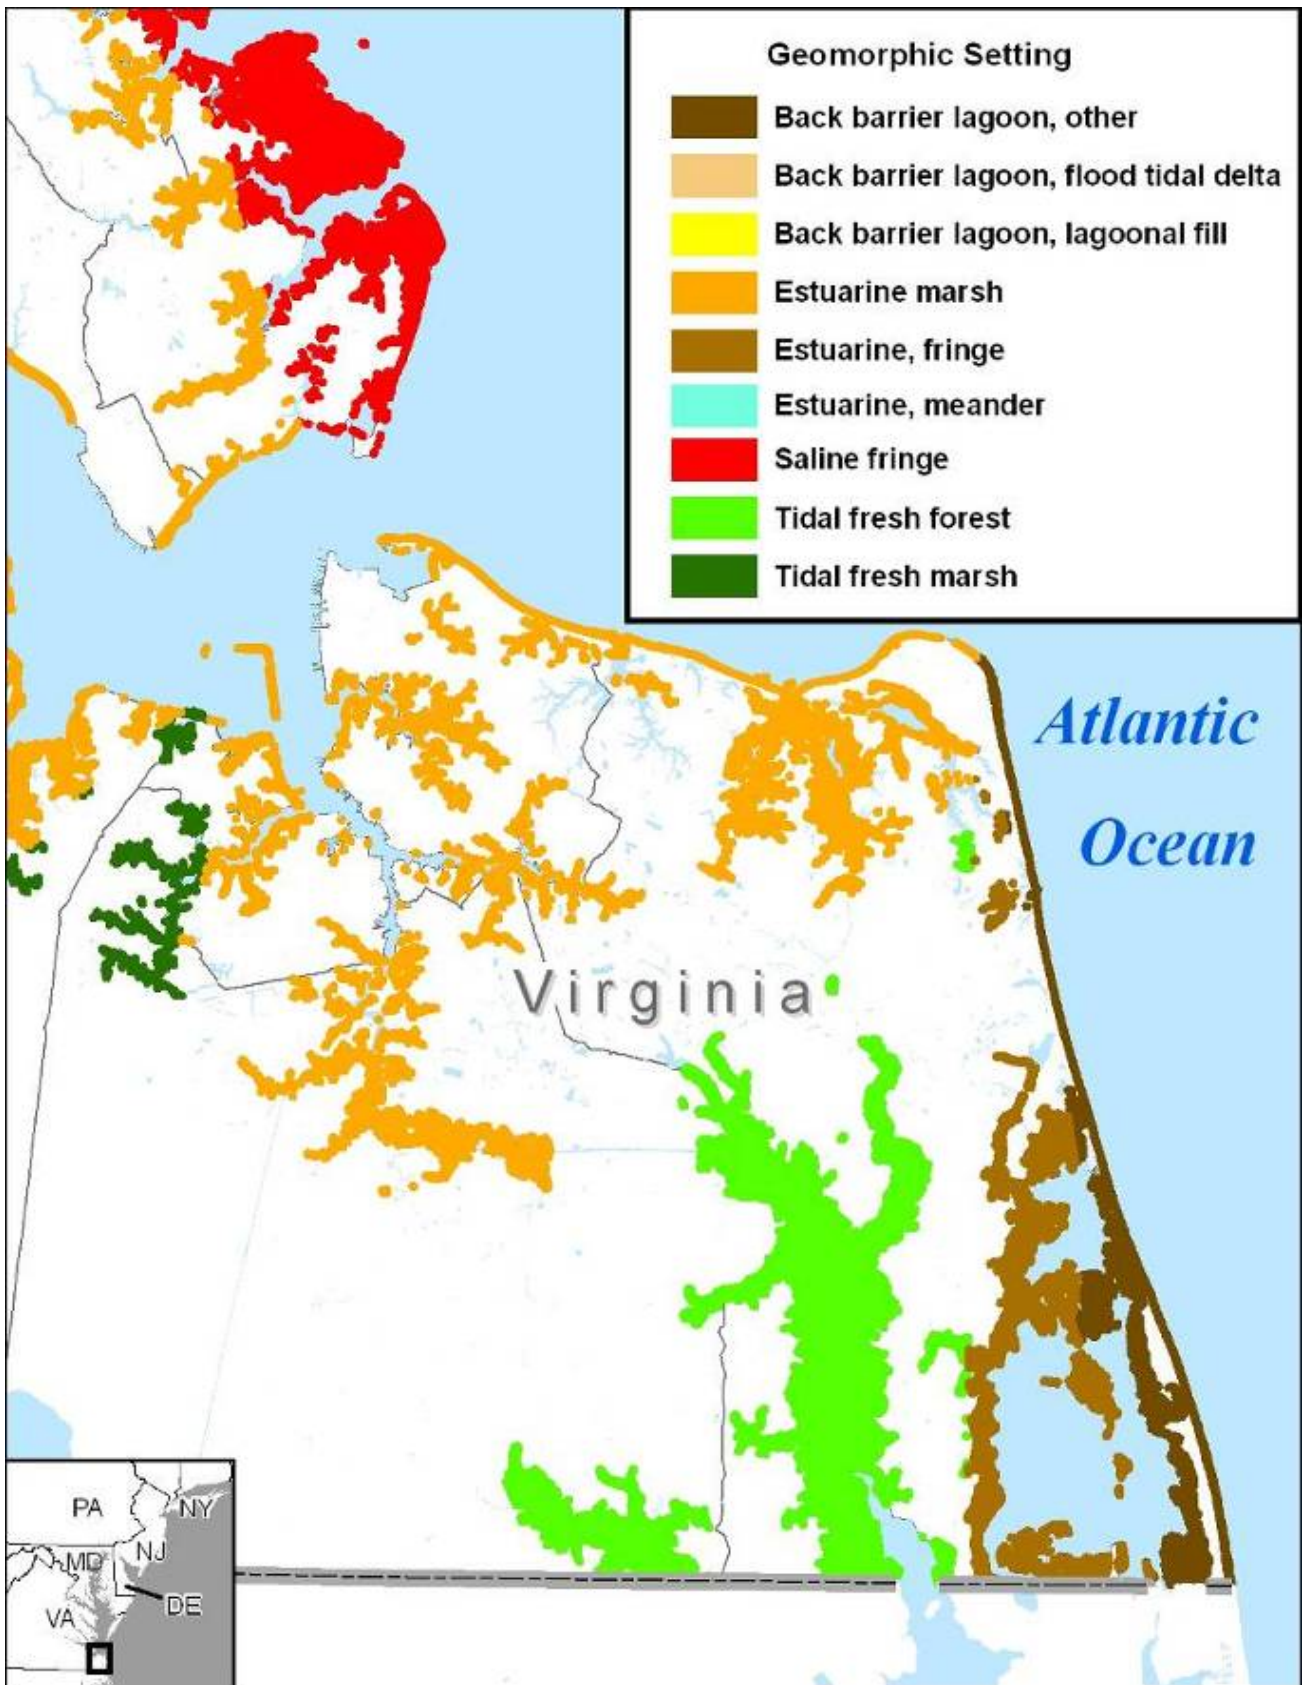 Geomorphic Setting
Back barrier lagoon, other
Back barrier lagoon, flood tidal delta
Back barrier lagoon, lagoonal fill
Estuarine marsh
Estuarine, fringe
Estuarine, meander
Saline fringe
Tidal fresh forest
Tidal fresh marsh
Atlantic
Ocean
Virginia
PA
NY
MD
NJ
DE
VA